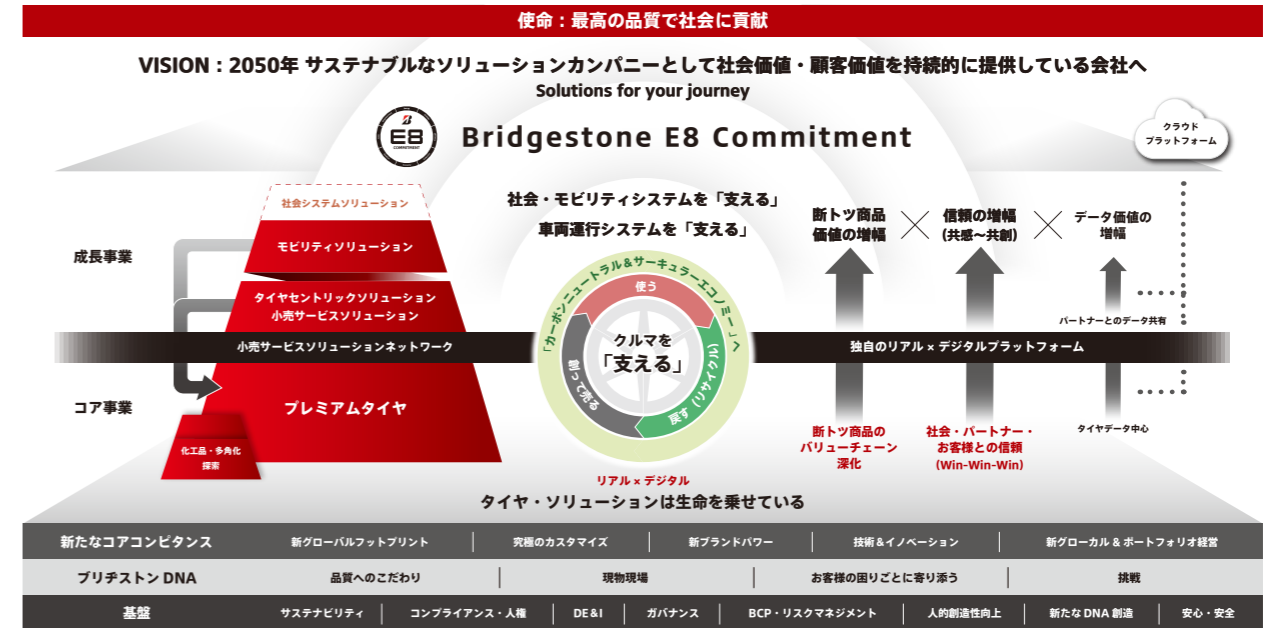 使命：最高の品質で社会に貢献
VISION：2050年 サステナブルなソリューションカンパニーとして社会価値・顧客価値を持続的に提供している会社へ
Solutions for your journey
E8
COMMITMENT
Bridgestone E8 Commitment
クラウド
プラットフォーム
成長事業
コア事業
社会システムソリューション
モビリティソリューション
タイヤセントリックソリューション
小売サービスソリューション
小売サービスソリューションネットワーク
プレミアムタイヤ
化工品・多角化
探索
社会・モビリティシステムを「支える」
車両運行システムを「支える」
「カーボンニュートラル＆サーキュラーエコノミー」へ
使う
戻す（リサイクル）
創って売る
クルマを
「支える」
リアル×デジタル
タイヤ・ソリューションは生命を乗せている
断トツ商品
価値の増幅
×
信頼の増幅
（共感～共創）
×
データ価値の
増幅
パートナーとのデータ共有
独自のリアル×デジタルプラットフォーム
断トツ商品の
バリューチェーン
深化
社会・パートナー・
お客様との信頼
(Win-Win-Win)
タイヤデータ中心
新たなコアコンピタンス 新グローバルフットプリント 究極のカスタマイズ 新ブランドパワー 技術＆イノベーション 新グローカル & ポートフォリオ経営
ブリヂストン DNA 品質へのこだわり 現物現場 お客様の困りごとに寄り添う 挑戦
基盤 サステナビリティ コンプライアンス・人権 DE&I ガバナンス BCP・リスクマネジメント 人的創造性向上 新たな DNA 創造 安心・安全